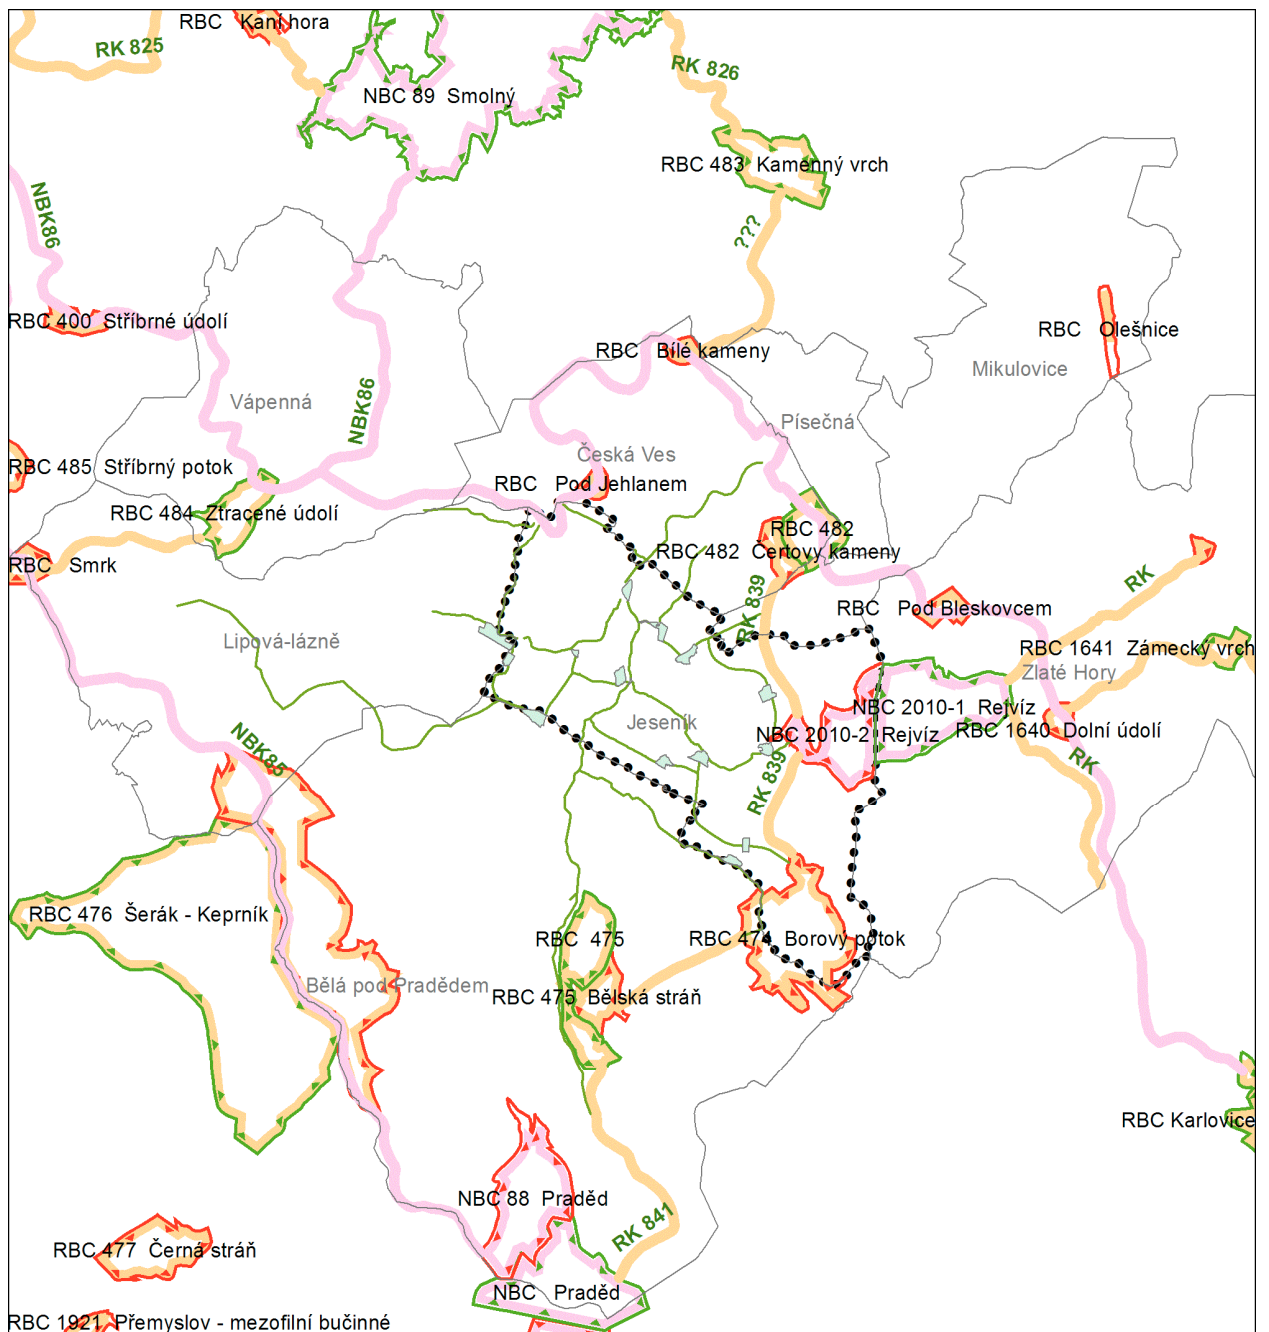 RBC Kaní hora
RK 825
RK 826
NBC 89 Smolný
RBC 483 Kamenný vrch
NBK86
???
RBC 400 Stříbrné údolí
RBC Olešnice
RBC Bílé kameny
Mikulovice
Vápenná
NBK86
Písečná
Česká Ves
RBC 485 Stříbrný potok
RBC Pod Jehlanem
RBC 484 Ztracené údolí
RBC 482
RBC 482 Čertovy kameny
RBC Smrk
RK
RK 839
RBC Pod Bleskovcem
Lipová-lázně
RBC 1641 Zámecký vrch
Zlaté Hory
NBC 2010-1 Rejvíz
Jeseník
NBC 2010-2 Rejvíz
RBC 1640 Dolní údolí
NBK85
RK
RK 839
RBC 476 Šerák - Keprník
RBC 475
RBC 474 Borový potok
Bělá pod Pradědem
RBC 475 Bělská stráň
RBC Karlovice
NBC 88 Praděd
RK 841
RBC 477 Černá stráň
NBC Praděd
RBC 1921 Přemyslov - mezofilní bučinné